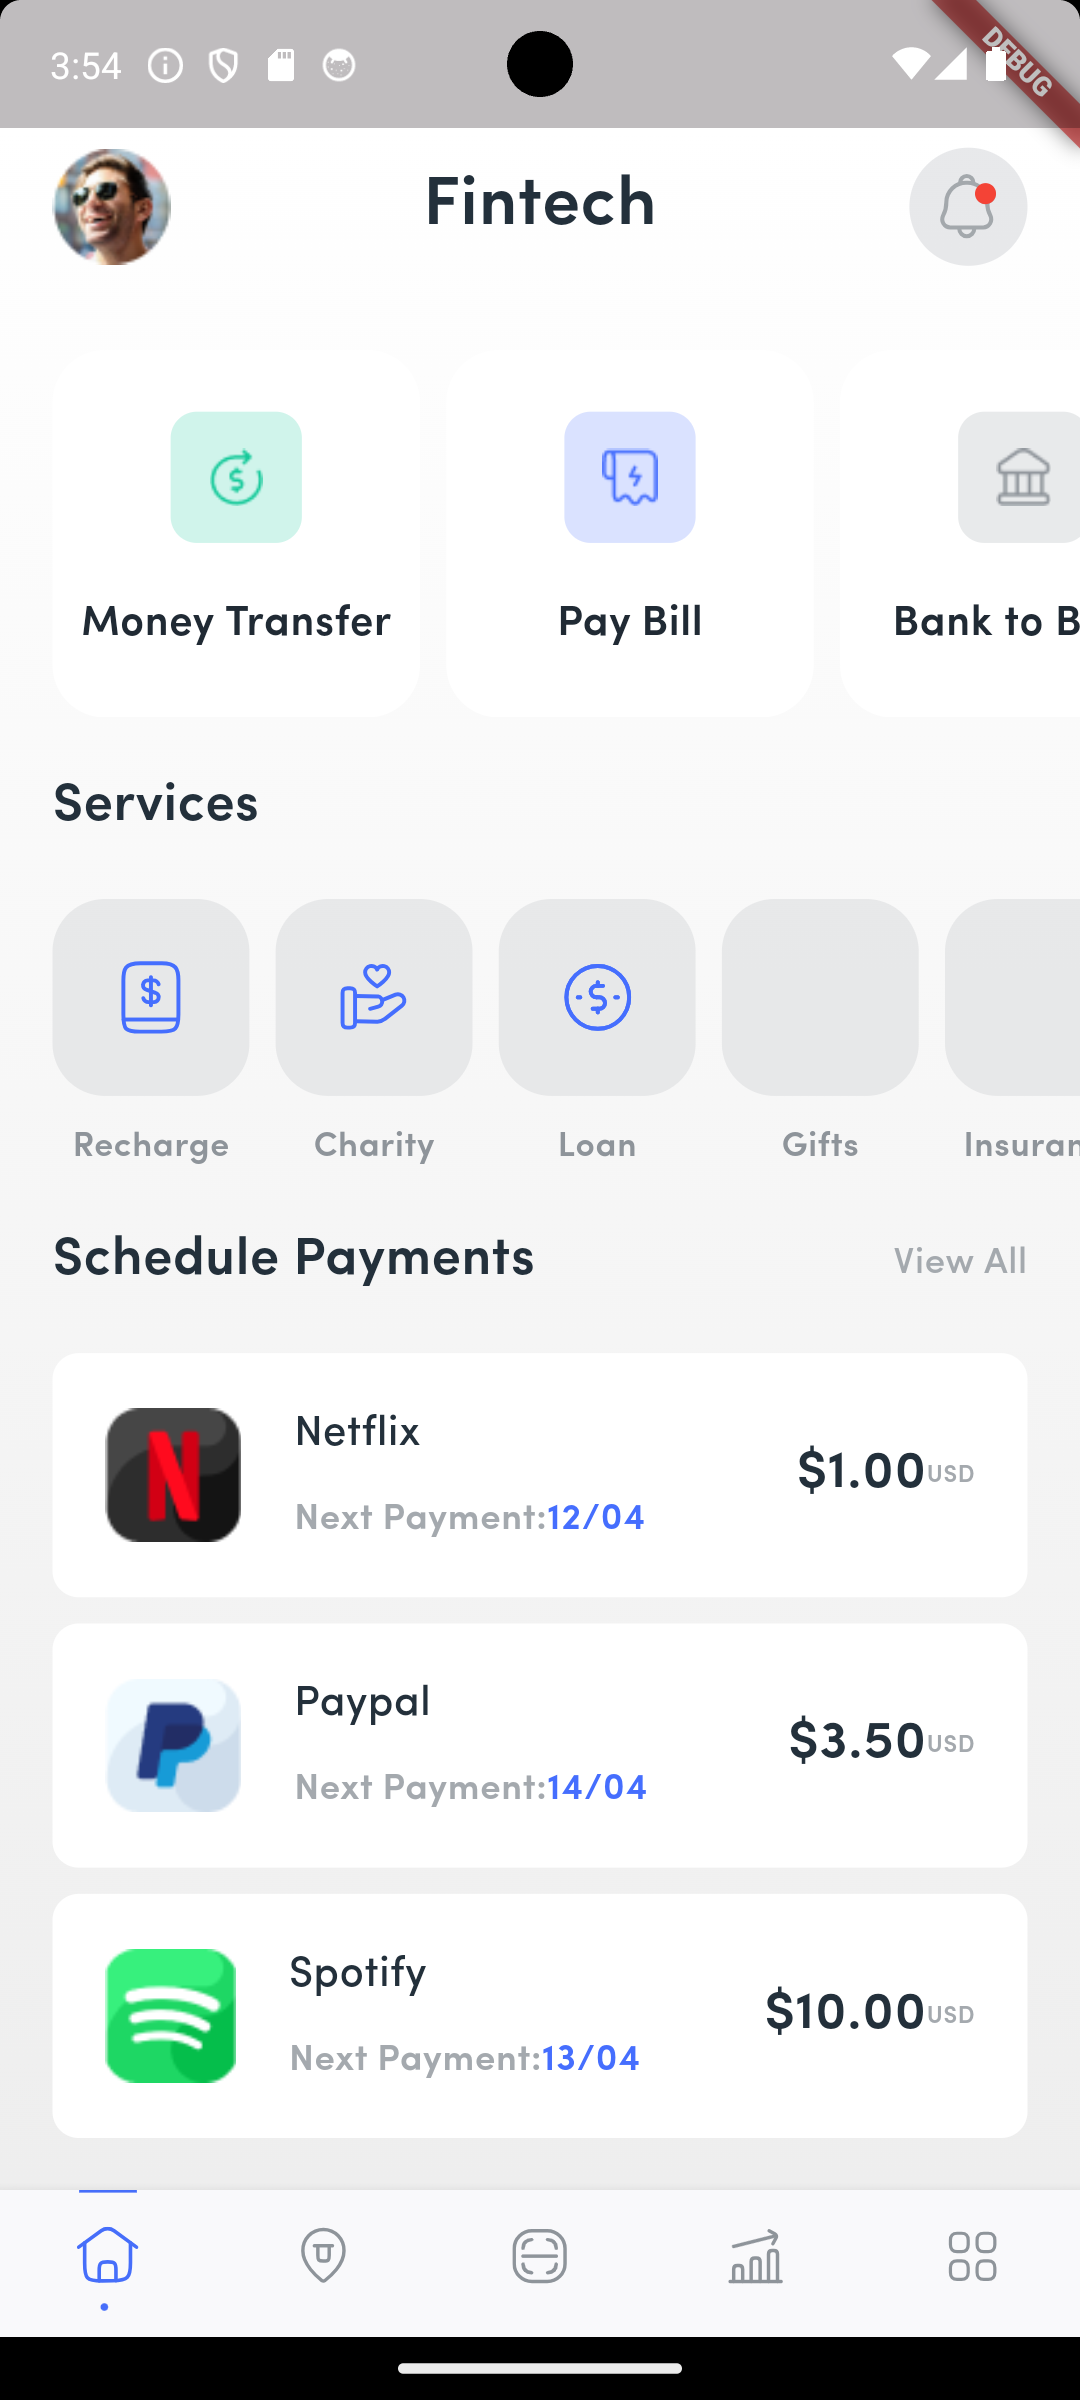 3:54
DEBUG
Fintech
Money Transfer
Pay Bill
Bank to B
Services
Recharge
Charity
Loan
Gifts
Insuran
Schedule Payments
View All
Netflix
Next Payment:12/04
$1.00USD
Paypal
Next Payment:14/04
$3.50USD
Spotify
Next Payment:13/04
$10.00USD